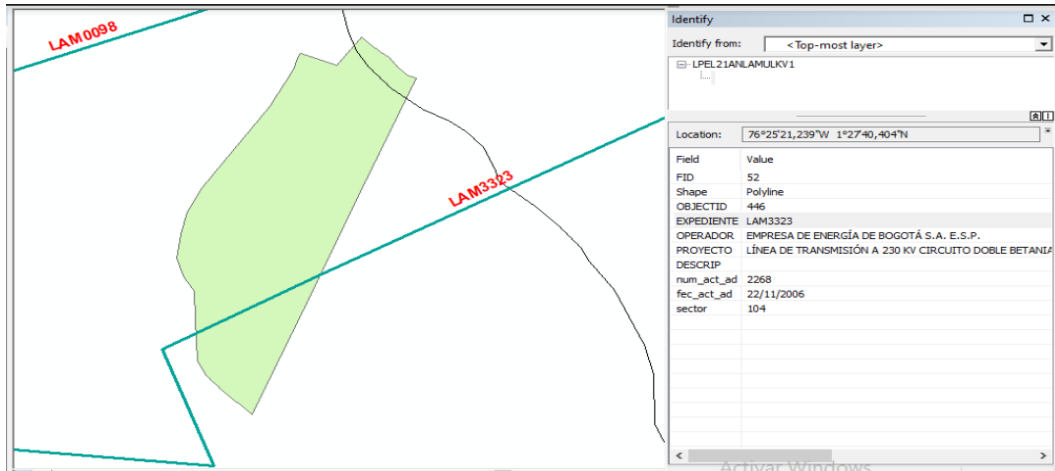 LAM0098
LAM3323
Identify
Identify from: <Top-most layer>
LPEL21ANLAMULKV1
Location: 76°25'21,239"W 1°27'40,404"N
Field Value
FID 52
Shape Polyline
OBJECTID 446
EXPEDIENTE LAM3323
OPERADOR EMPRESA DE ENERGÍA DE BOGOTÁ S.A. E.S.P.
PROYECTO LÍNEA DE TRANSMISIÓN A 230 KV CIRCUITO DOBLE BETANIA
DESCRIP
num_act_ad 2268
fec_act_ad 22/11/2006
sector 104
Activar Windows